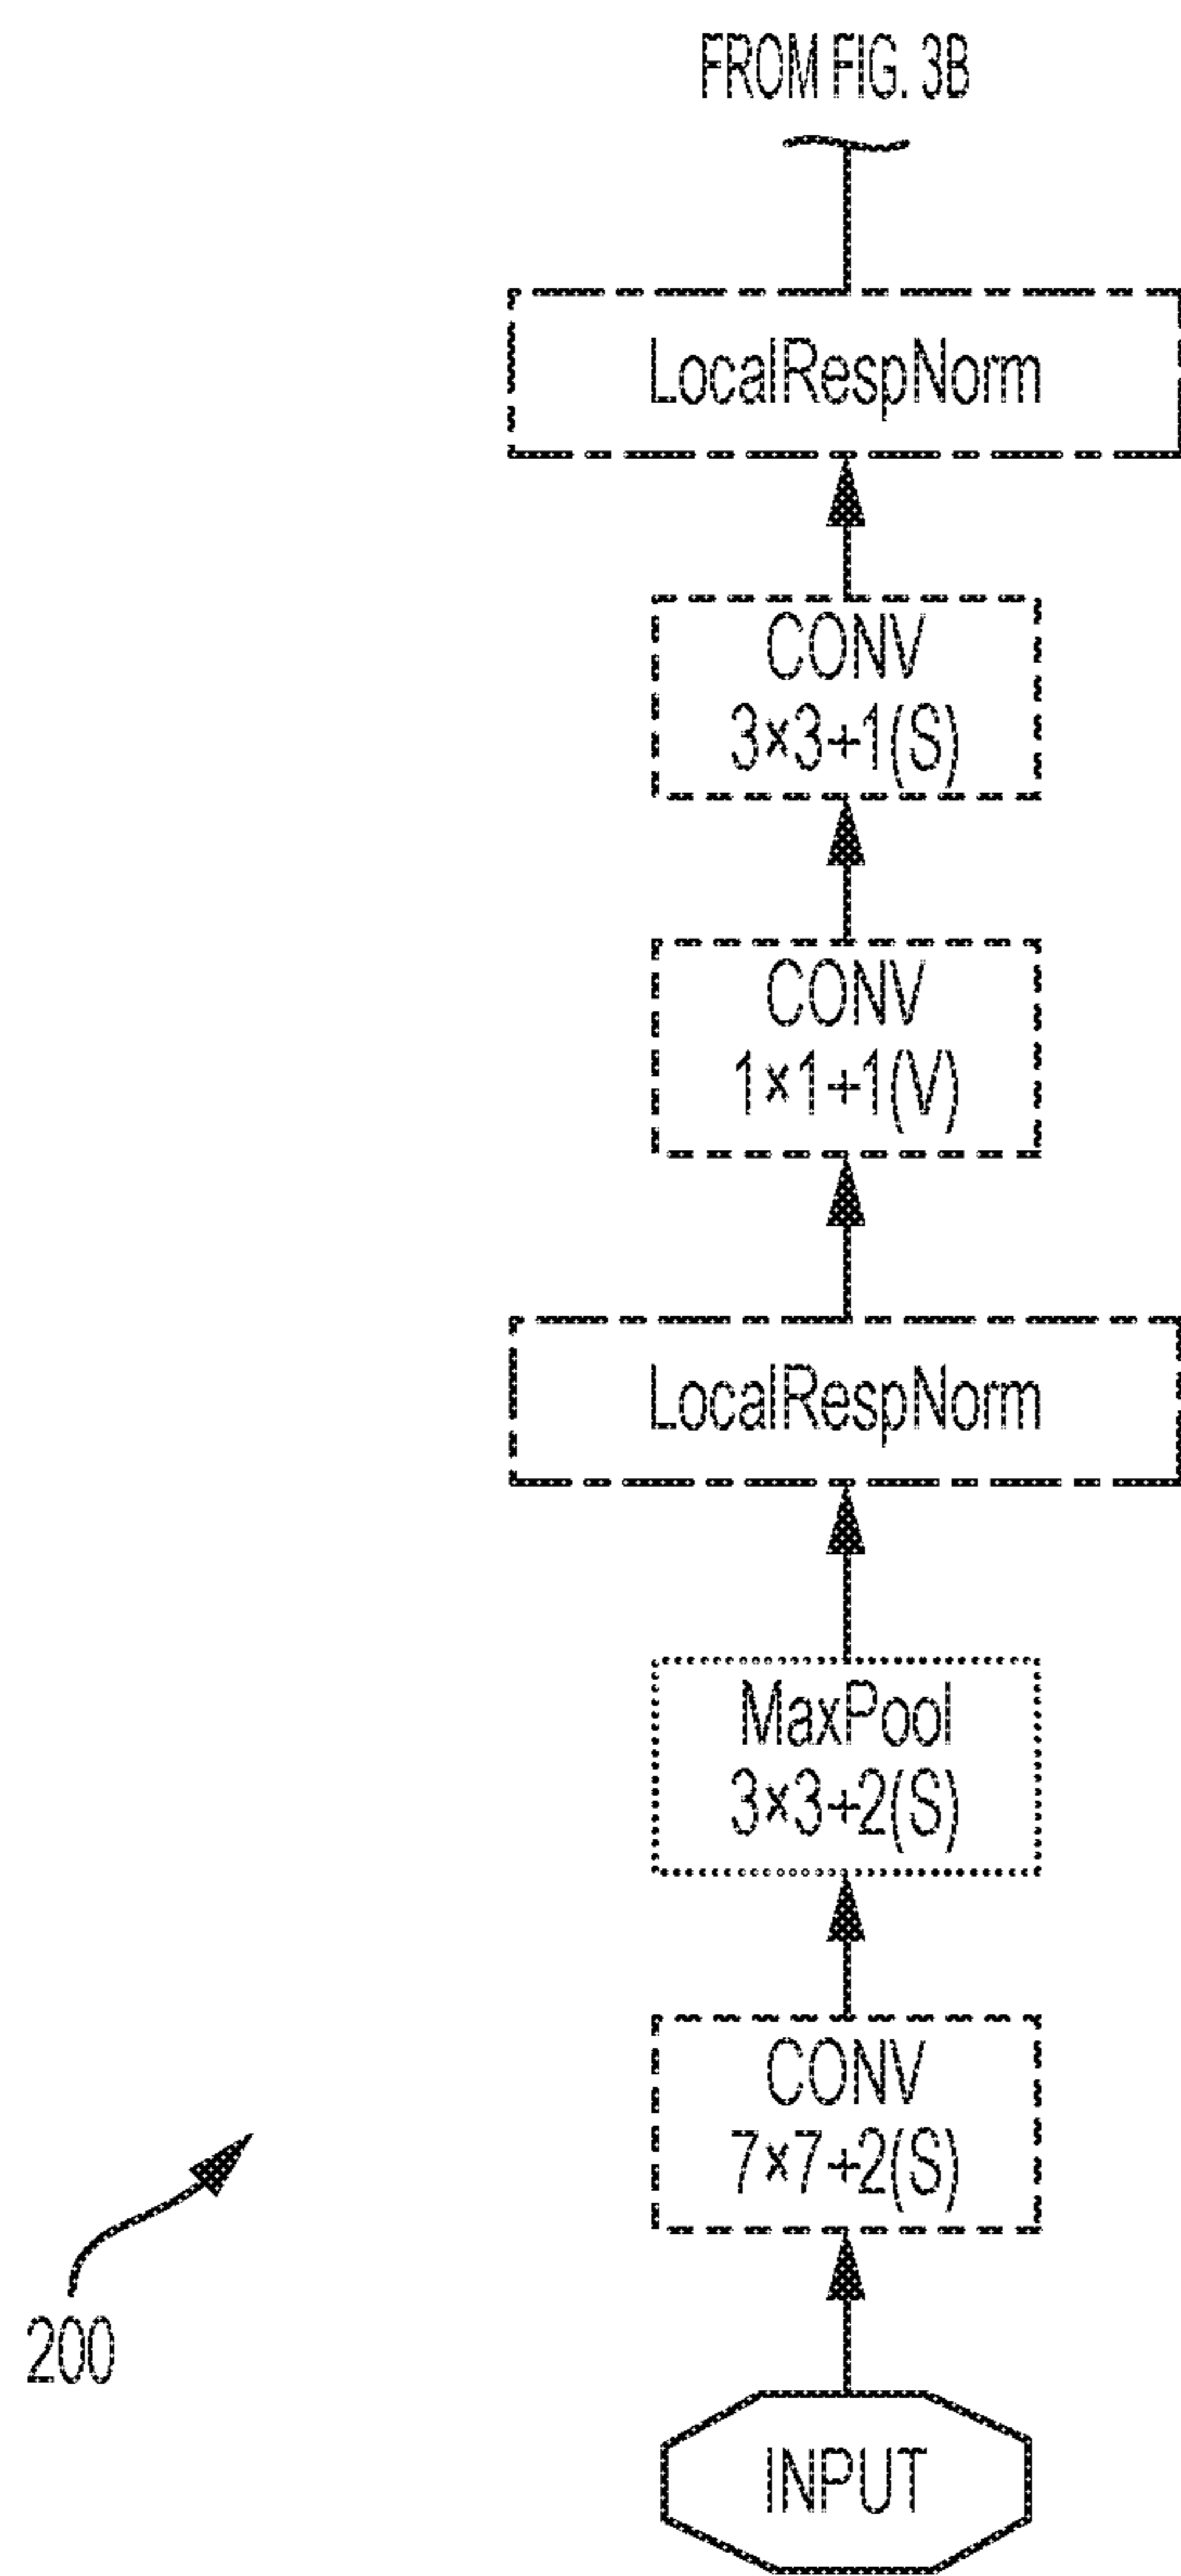 FROM FIG. 3B
LocalRespNorm
CONV
3×3+1(S)
CONV
1×1+1(V)
LocalRespNorm
MaxPool
3×3+2(S)
CONV
7×7+2(S)
200
INPUT